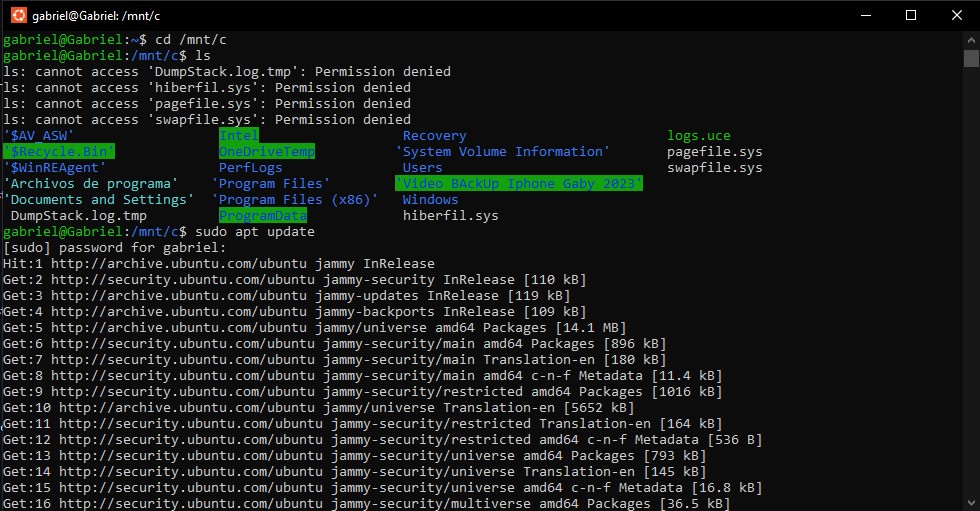 gabriel@Gabriel: /mnt/c
gabriel@Gabriel:~$ cd /mnt/c
gabriel@Gabriel:/mnt/c$ ls
ls: cannot access 'DumpStack.log.tmp': Permission denied
ls: cannot access 'hiberfil.sys': Permission denied
ls: cannot access 'pagefile.sys': Permission denied
ls: cannot access 'swapfile.sys': Permission denied
'$AV_ASW' Intel Recovery logs.uce
'$Recycle.Bin' OneDriveTemp 'System Volume Information' pagefile.sys
'$WinREAgent' PerfLogs Users swapfile.sys
'Archivos de programa' 'Program Files' 'Video BAckUp Iphone Gaby 2023'
'Documents and Settings' 'Program Files (x86)' Windows
DumpStack.log.tmp ProgramData hiberfil.sys
gabriel@Gabriel:/mnt/c$ sudo apt update
[sudo] password for gabriel:
Hit:1 http://archive.ubuntu.com/ubuntu jammy InRelease
Get:2 http://security.ubuntu.com/ubuntu jammy-security InRelease [110 kB]
Get:3 http://archive.ubuntu.com/ubuntu jammy-updates InRelease [119 kB]
Get:4 http://archive.ubuntu.com/ubuntu jammy-backports InRelease [109 kB]
Get:5 http://archive.ubuntu.com/ubuntu jammy/universe amd64 Packages [14.1 MB]
Get:6 http://security.ubuntu.com/ubuntu jammy-security/main amd64 Packages [896 kB]
Get:7 http://security.ubuntu.com/ubuntu jammy-security/main Translation-en [180 kB]
Get:8 http://security.ubuntu.com/ubuntu jammy-security/main amd64 c-n-f Metadata [11.4 kB]
Get:9 http://security.ubuntu.com/ubuntu jammy-security/restricted amd64 Packages [1016 kB]
Get:10 http://archive.ubuntu.com/ubuntu jammy/universe Translation-en [5652 kB]
Get:11 http://security.ubuntu.com/ubuntu jammy-security/restricted Translation-en [164 kB]
Get:12 http://security.ubuntu.com/ubuntu jammy-security/restricted amd64 c-n-f Metadata [536 B]
Get:13 http://security.ubuntu.com/ubuntu jammy-security/universe amd64 Packages [793 kB]
Get:14 http://security.ubuntu.com/ubuntu jammy-security/universe Translation-en [145 kB]
Get:15 http://security.ubuntu.com/ubuntu jammy-security/universe amd64 c-n-f Metadata [16.8 kB]
Get:16 http://security.ubuntu.com/ubuntu jammy-security/multiverse amd64 Packages [36.5 kB]